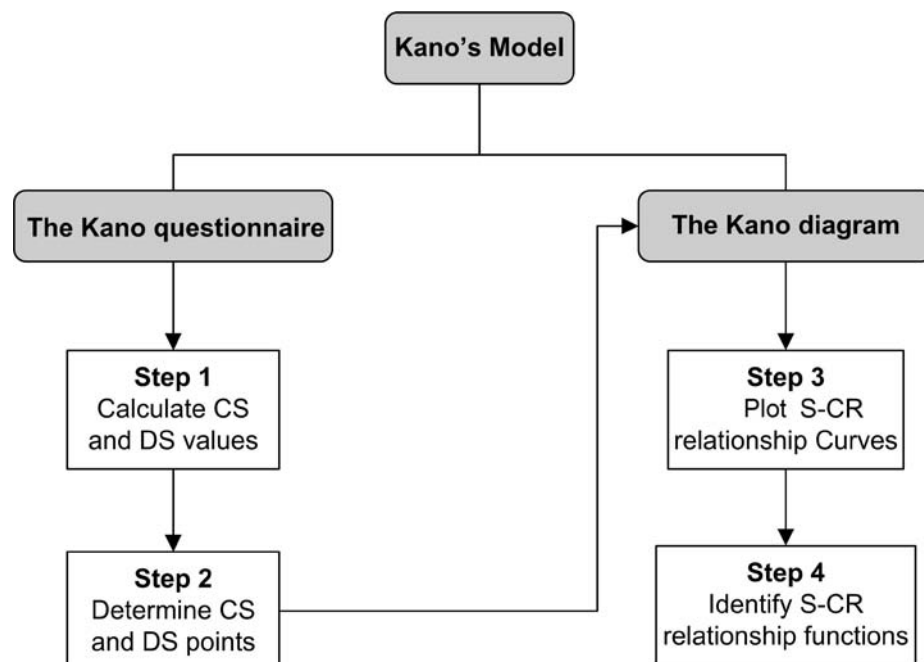 Kano’s Model
The Kano questionnaire
The Kano diagram
Step 1
Calculate CS
and DS values
Step 2
Determine CS
and DS points
Step 3
Plot S-CR
relationship Curves
Step 4
Identify S-CR
relationship functions